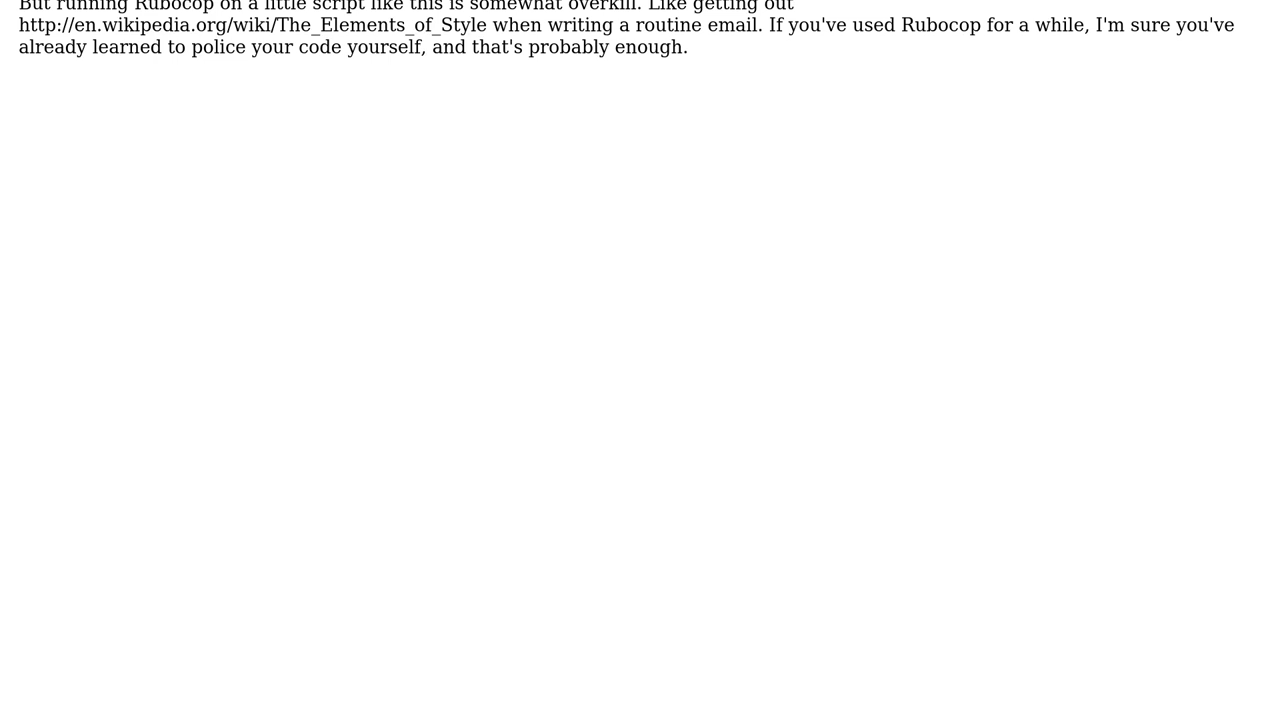 But running Rubocop on a little script like this is somewhat overkill. Like getting out
http://en.wikipedia.org/wiki/The_Elements_of_Style when writing a routine email. If you've used Rubocop for a while, I'm sure you've
already learned to police your code yourself, and that's probably enough.